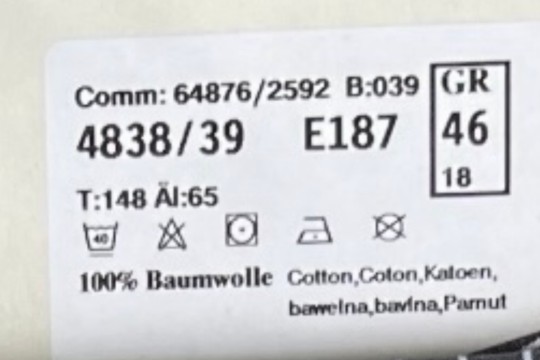 Comm: 64876/2592 B:039
4838/39 E187
GR
46
18
T:148 Äl:65
40
100% Baumwolle Cotton,Coton,Katoen,
bawelna,bavlna,Pamut